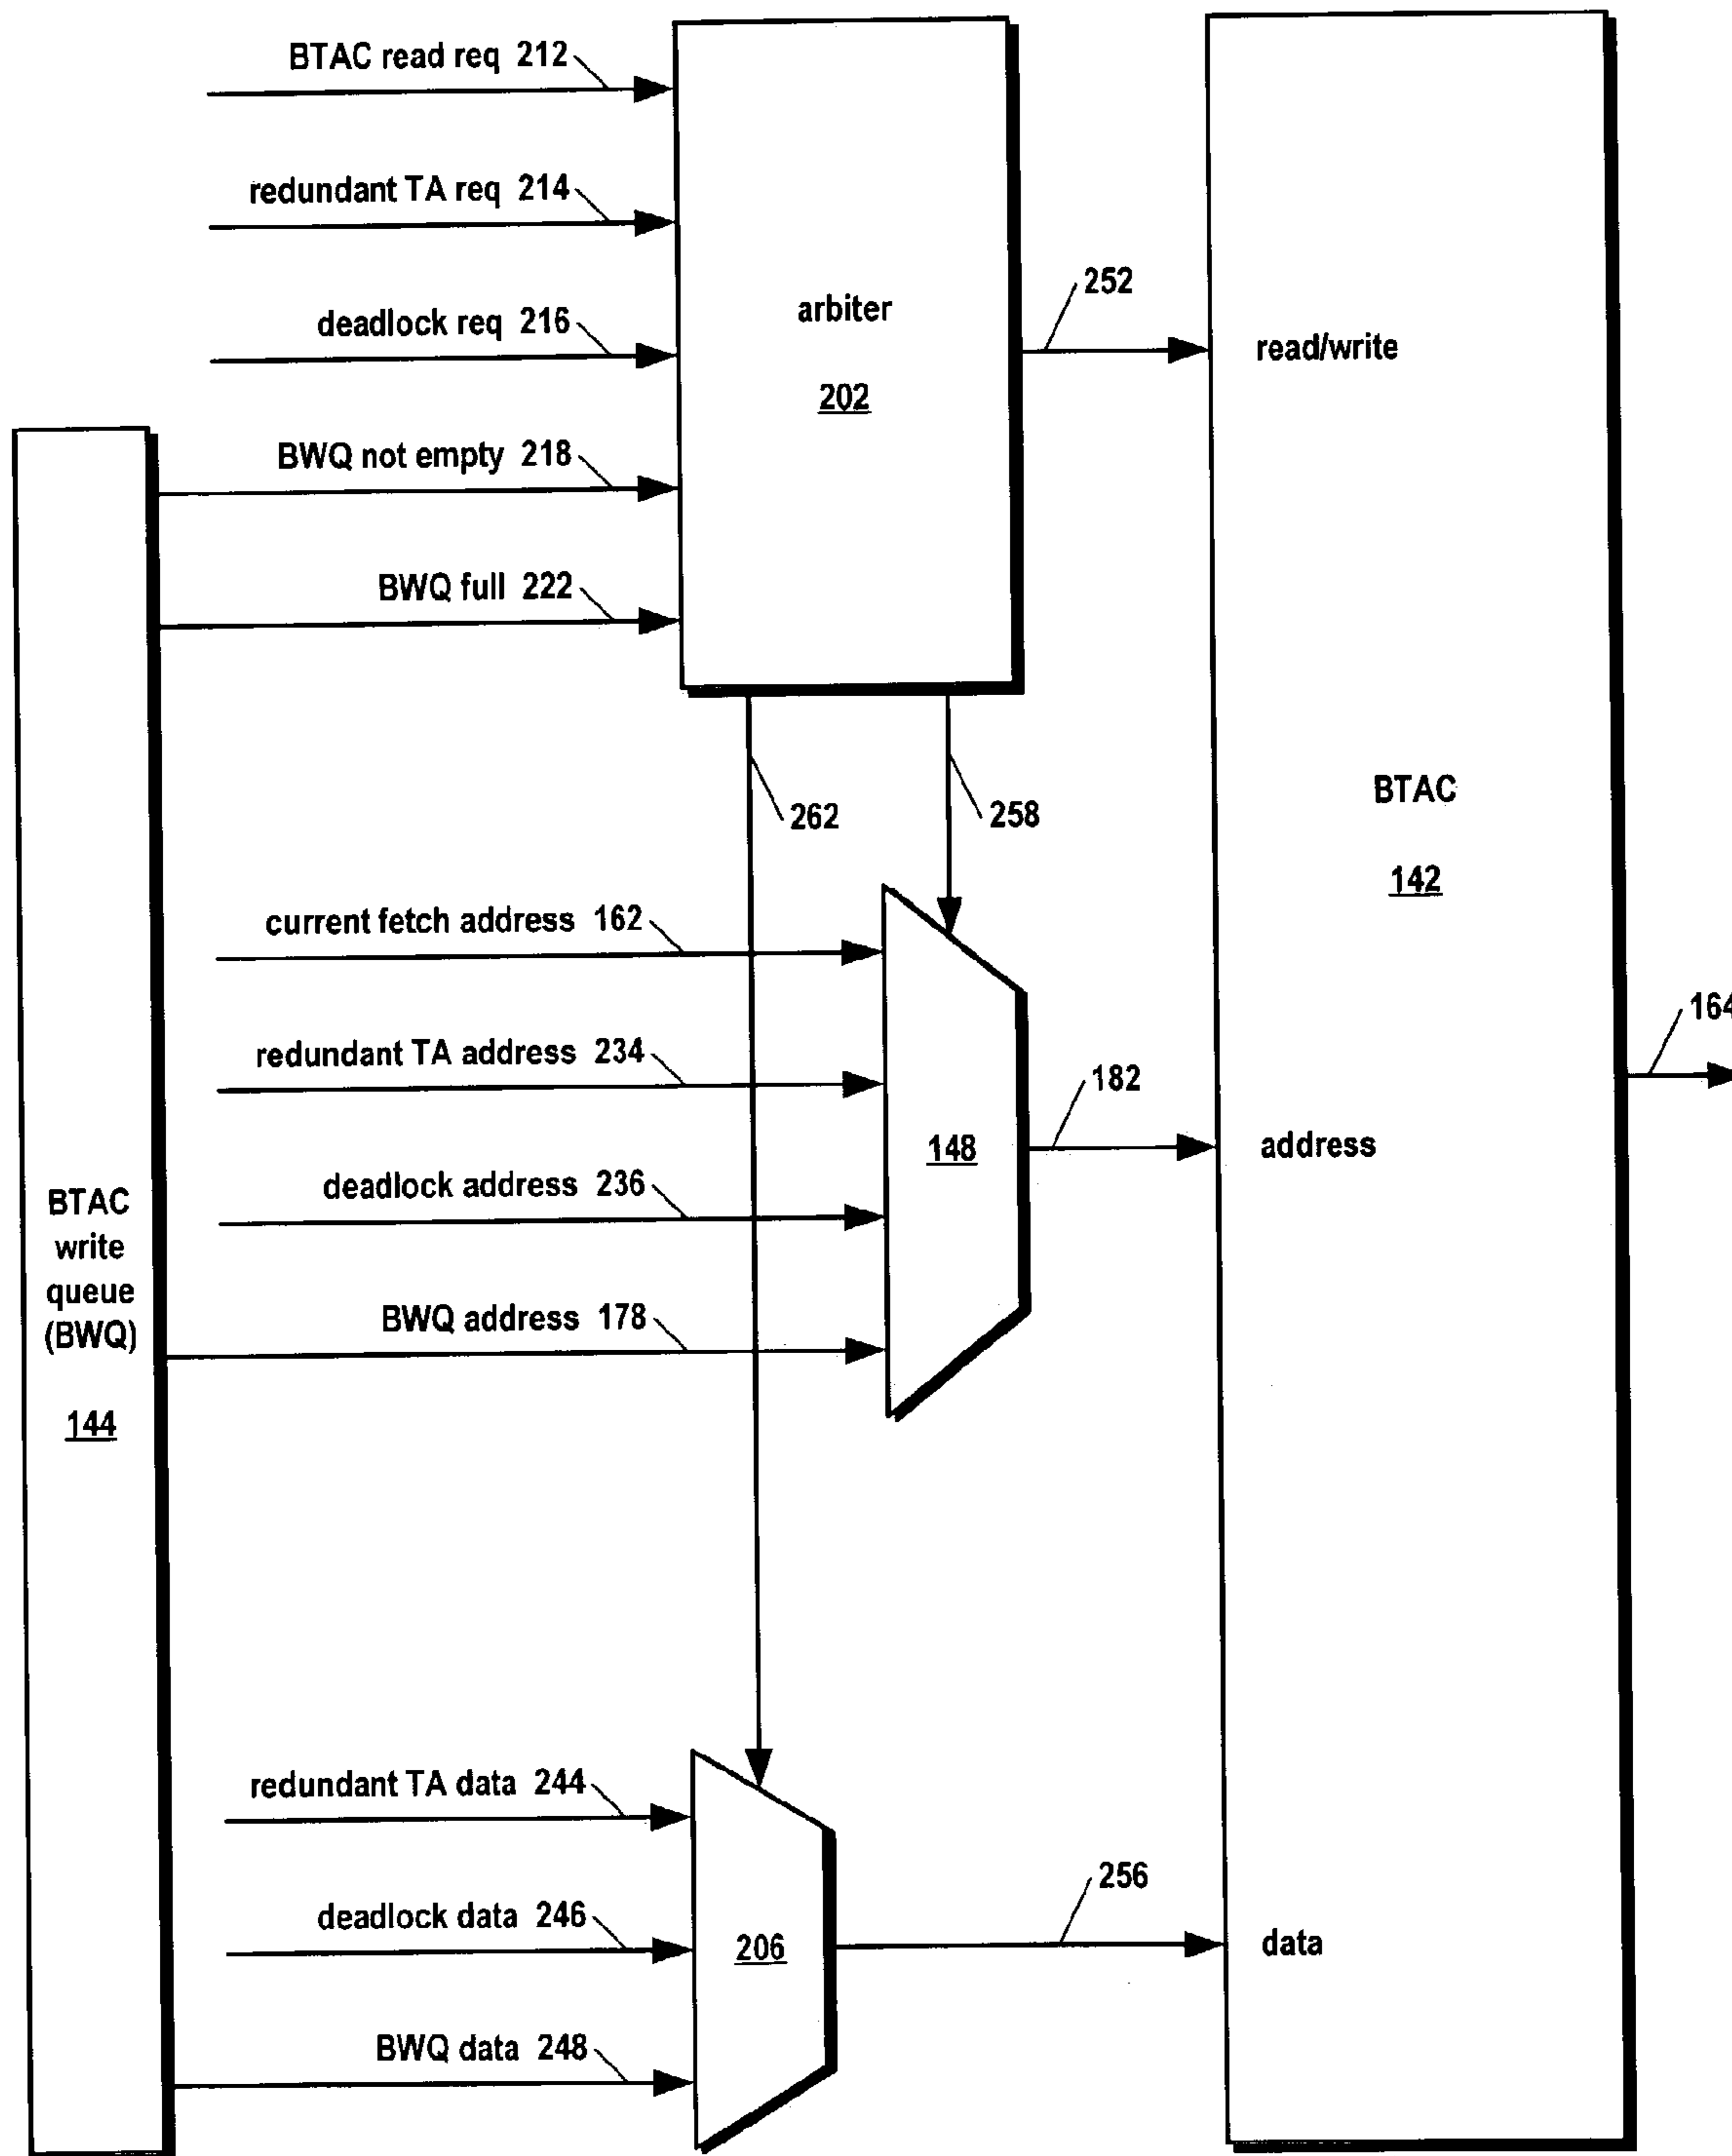 BTAC read req 212
redundant TA req 214
deadlock req 216
BWQ not empty 218
BWQ full 222
arbiter
202
252
read/write
262
258
BTAC
142
current fetch address 162
redundant TA address 234
deadlock address 236
BWQ address 178
148
182
address
164
BTAC
write
queue
(BWQ)
144
redundant TA data 244
deadlock data 246
BWQ data 248
206
256
data